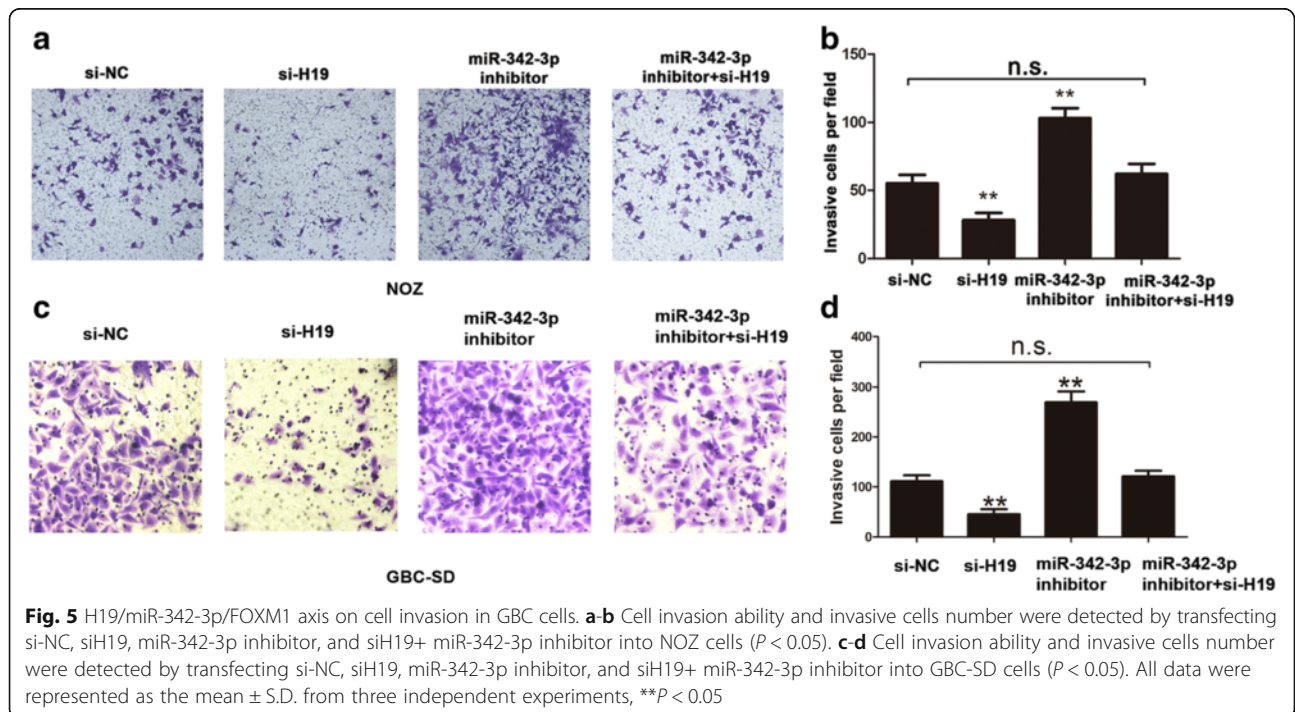 a
si-NC
si-H19
miR-342-3p
inhibitor
miR-342-3p
inhibitor+si-H19
NOZ
b
Invasive cells per field
150
100
50
0
n.s.
**
**
si-NC
si-H19
miR-342-3p
inhibitor
miR-342-3p
inhibitor+si-H19
c
si-NC
si-H19
miR-342-3p
inhibitor
miR-342-3p
inhibitor+si-H19
GBC-SD
d
Invasive cells per field
400
300
200
100
0
n.s.
**
**
si-NC
si-H19
miR-342-3p
inhibitor
miR-342-3p
inhibitor+si-H19
Fig. 5 H19/miR-342-3p/FOXM1 axis on cell invasion in GBC cells. a-b Cell invasion ability and invasive cells number were detected by transfecting
si-NC, siH19, miR-342-3p inhibitor, and siH19+ miR-342-3p inhibitor into NOZ cells (P < 0.05). c-d Cell invasion ability and invasive cells number
were detected by transfecting si-NC, siH19, miR-342-3p inhibitor, and siH19+ miR-342-3p inhibitor into GBC-SD cells (P < 0.05). All data were
represented as the mean ± S.D. from three independent experiments, **P < 0.05